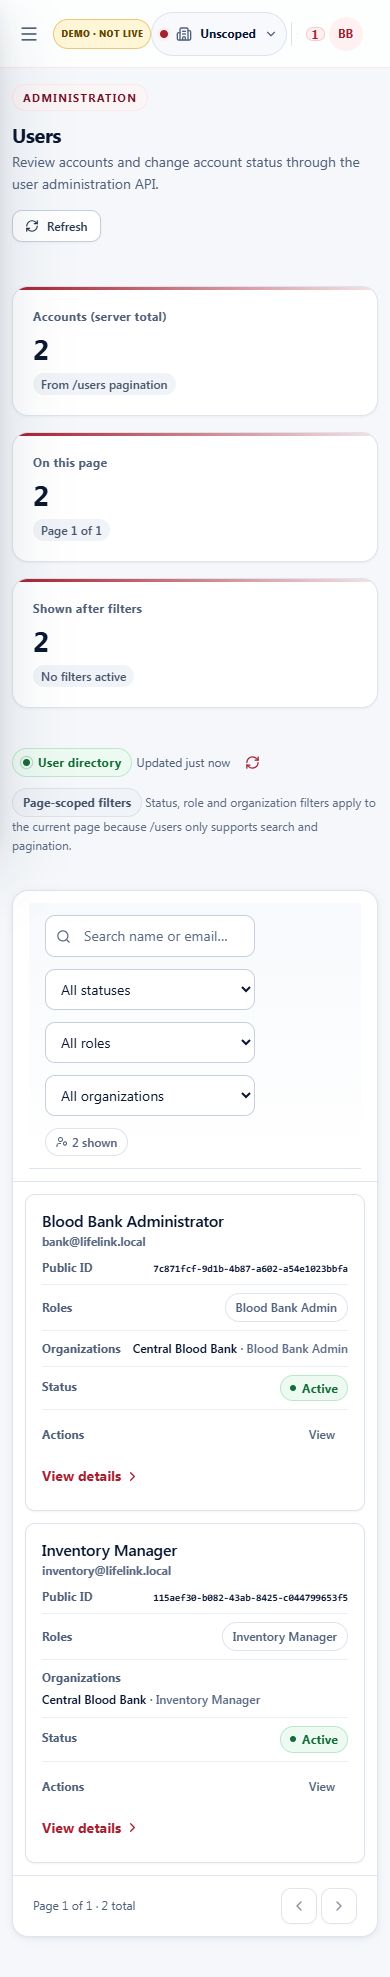 DEMO · NOT LIVE
Unscoped
1
BB
ADMINISTRATION
Users
Review accounts and change account status through the
user administration API.
Refresh
Accounts (server total)
2
From /users pagination
On this page
2
Page 1 of 1
Shown after filters
2
No filters active
User directory Updated just now
Page-scoped filters Status, role and organization filters apply to
the current page because /users only supports search and
pagination.
Search name or email...
All statuses
All roles
All organizations
2 shown
Blood Bank Administrator
bank@lifelink.local
Public ID 7c871fcf-9d1b-4b87-a602-a54e1023bbfa
Roles Blood Bank Admin
Organizations Central Blood Bank · Blood Bank Admin
Status Active
Actions View
View details
Inventory Manager
inventory@lifelink.local
Public ID 115aef30-b082-43ab-8425-c044799653f5
Roles Inventory Manager
Organizations
Central Blood Bank · Inventory Manager
Status Active
Actions View
View details
Page 1 of 1 · 2 total